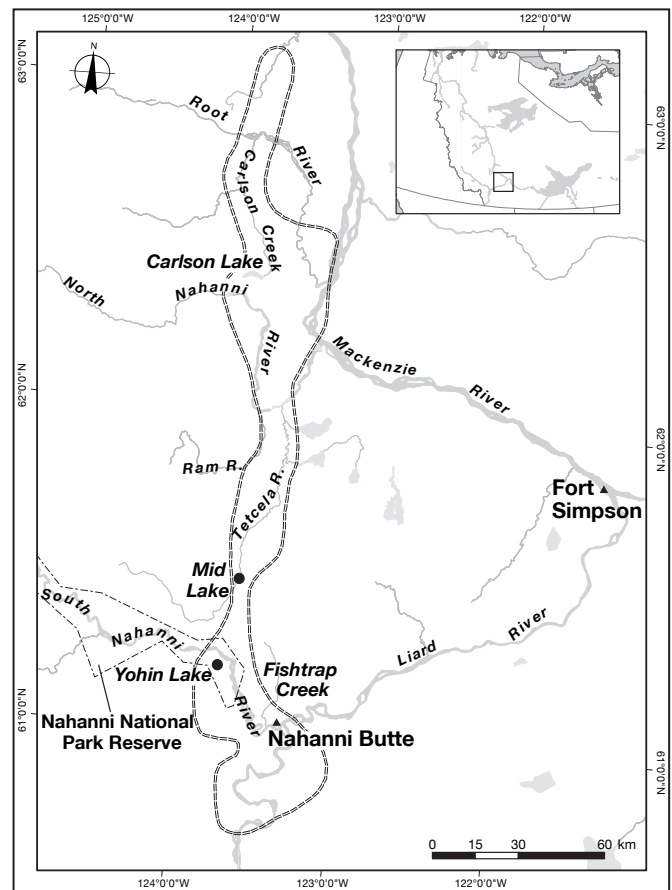 125°0'0"W
124°0'0"W
123°0'0"W
122°0'0"W
63°0'0"N
63°0'0"N
N
Root
River
Carlson
Creek
Carlson Lake
North
Nahanni
River
Mackenzie
River
62°0'0"N
62°0'0"N
Ram R.
Tetcela R.
Fort
Simpson
Mid
Lake
South
Nahanni
River
Liard
River
Yohin Lake
Fishtrap
Creek
61°0'0"N
61°0'0"N
Nahanni National
Park Reserve
Nahanni Butte
0 15 30 60 km
124°0'0"W
123°0'0"W
122°0'0"W